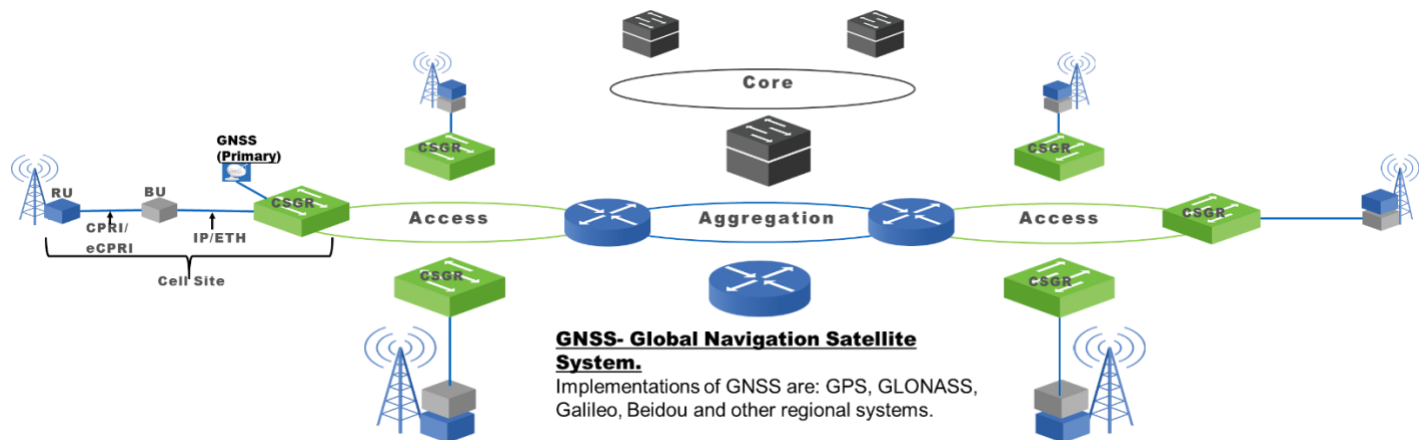 Core
CSGR
CSGR
GNSS
(Primary)
RU
BU
CSGR
Access
Aggregation
Access
CSGR
CPRI/
eCPRI
IP/ETH
Cell Site
CSGR
CSGR
GNSS- Global Navigation Satellite
System.
Implementations of GNSS are: GPS, GLONASS,
Galileo, Beidou and other regional systems.